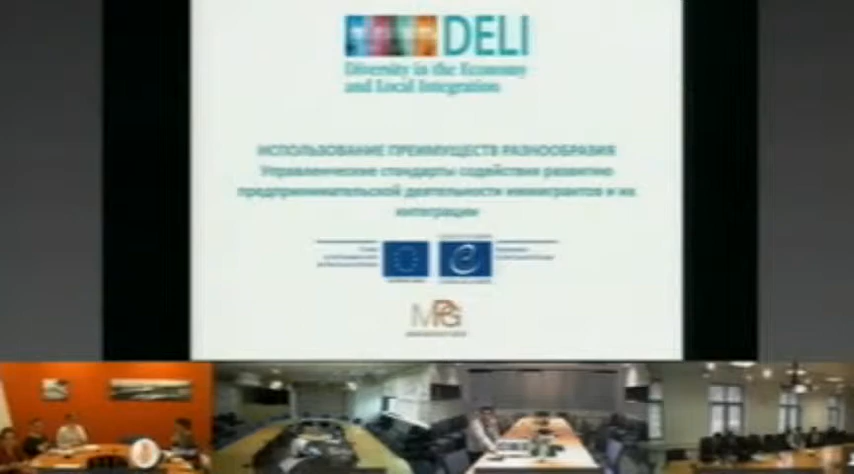 DELI
Diversity in the Economy
and Local Integration
ИСПОЛЬЗОВАНИЕ ПРЕИМУЩЕСТВ РАЗНООБРАЗИЯ
Управленческие стандарты содействия развитию
предпринимательской деятельности иммигрантов и их
интеграции
MPG